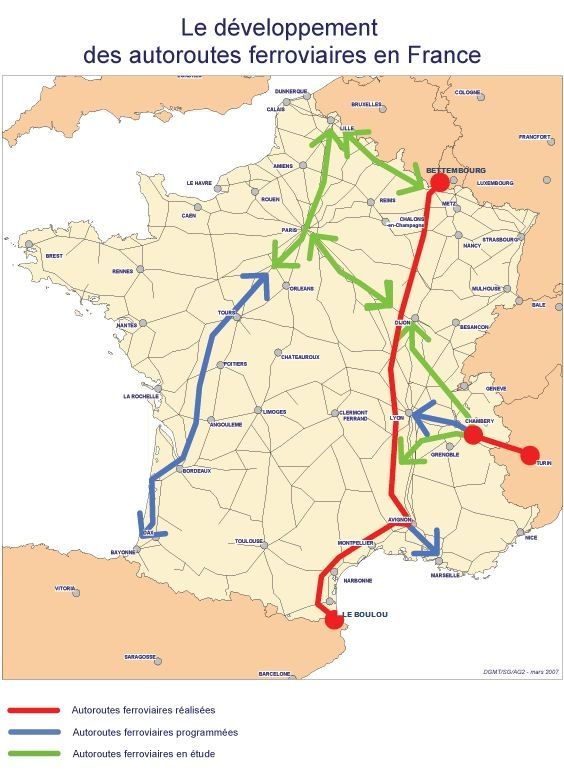 Le développement
des autoroutes ferroviaires en France
DUNKERQUE
COLOGNE
CALAIS
BRUXELLES
LILLE
FRANCFORT
AMIENS
BETTEMBOURG
LE HAVRE
LUXEMBOURG
ROUEN
REIMS
METZ
CAEN
CHALONS
-en-Champagne
PARIS
STRASBOURG
NANCY
BREST
RENNES
ORLEANS
MULHOUSE
BALE
TOURS
NANTES
DIJON
BESANCON
CHATEAUROUX
POITIERS
GENEVE
LA ROCHELLE
LIMOGES
CLERMONT
FERRAND
LYON
CHAMBERY
ANGOULEME
GRENOBLE
TURIN
BORDEAUX
AVIGNON
DAX
NICE
TOULOUSE
MONTPELLIER
BAYONNE
MARSEILLE
NARBONNE
VITORIA
LE BOULOU
SARAGOSSE
BARCELONE
DGMT/SG/AG2 - mars 2007
Autoroutes ferroviaires réalisées
Autoroutes ferroviaires programmées
Autoroutes ferroviaires en étude